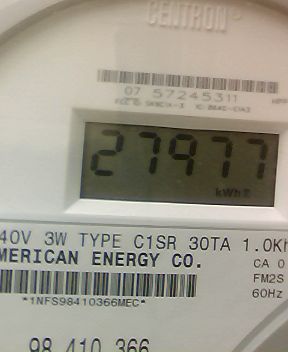 CENTRON
07 57245311
27977
kWh
40V 3W TYPE C1SR 30TA 1.0Kh
MERICAN ENERGY CO.
CA 0
FM2S
60Hz
*1NFS98410366MEC*
98 410 366